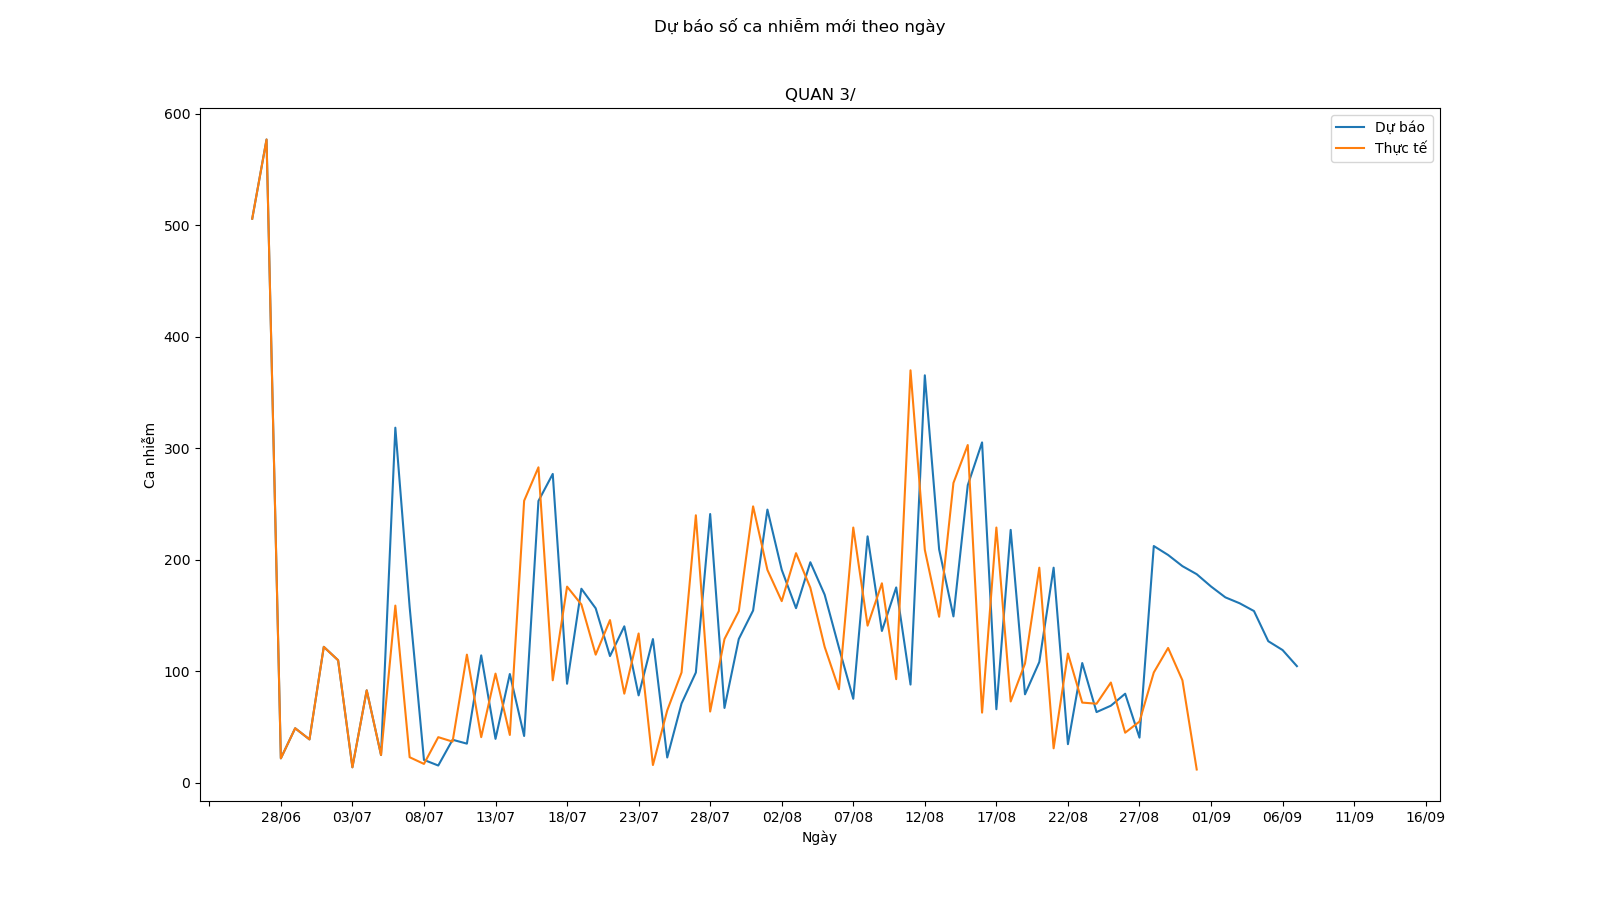 Dự báo số ca nhiễm mới theo ngày
QUAN 3/
Dự báo
Thực tế
600
500
400
300
200
100
0
Ca nhiễm
28/06 03/07 08/07 13/07 18/07 23/07 28/07 02/08 07/08 12/08 17/08 22/08 27/08 01/09 06/09 11/09 16/09
Ngày